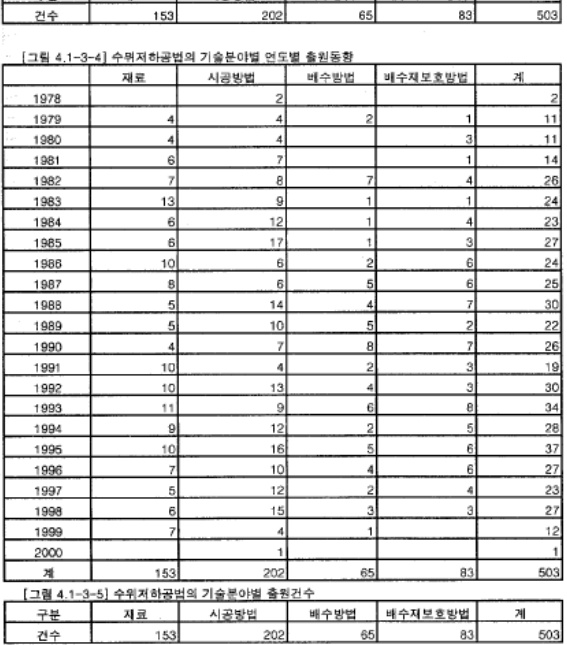 건수 153 202 65 83 503
[그림 4.1-3-4] 수위저하공법의 기술분야별 연도별 출원동향
재료 시공방법 배수방법 배수재보호방법 계
1978 2 2
1979 4 4 2 1 11
1980 4 4 3 11
1981 6 7 1 14
1982 7 8 7 4 26
1983 13 9 1 1 24
1984 6 12 1 4 23
1985 6 17 1 3 27
1986 10 6 2 6 24
1987 8 6 5 6 25
1988 5 14 4 7 30
1989 5 10 5 2 22
1990 4 7 8 7 26
1991 10 4 2 3 19
1992 10 13 4 3 30
1993 11 9 6 8 34
1994 9 12 2 5 28
1995 10 16 5 6 37
1996 7 10 4 6 27
1997 5 12 2 4 23
1998 6 15 3 3 27
1999 7 4 1 12
2000 1 1
계 153 202 65 83 503
[그림 4.1-3-5] 수위저하공법의 기술분야별 출원건수
구분 재료 시공방법 배수방법 배수재보호방법 계
건수 153 202 65 83 503